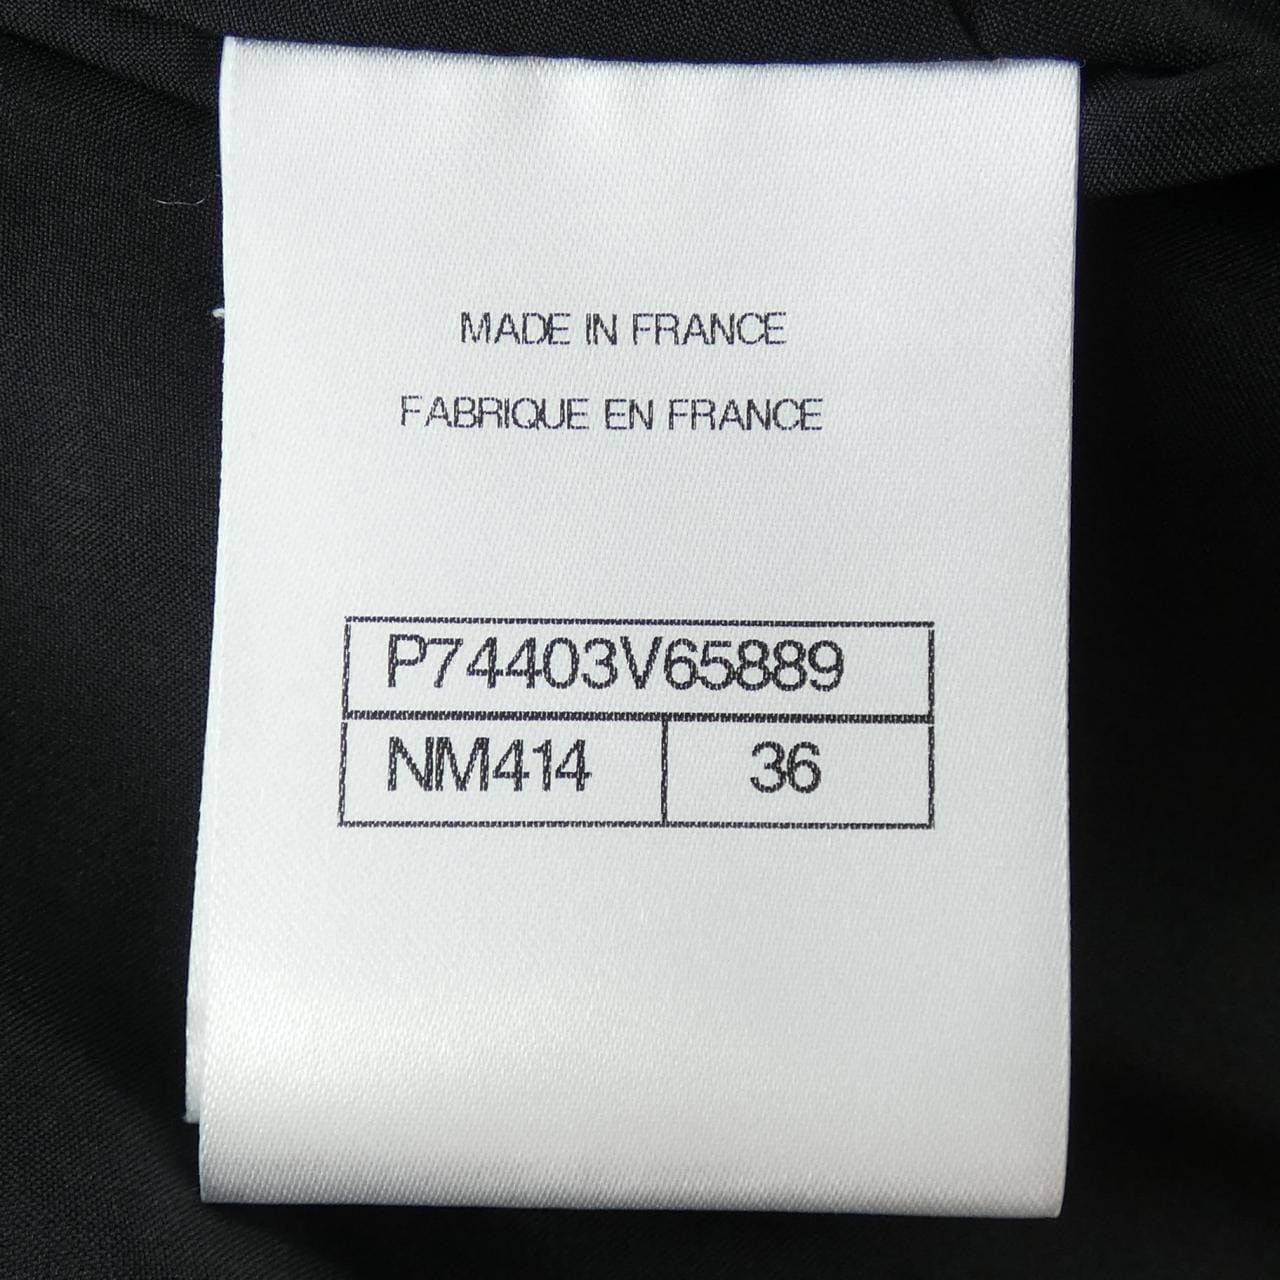 MADE IN FRANCE
FABRIQUE EN FRANCE
P74403V65889
NM414 36